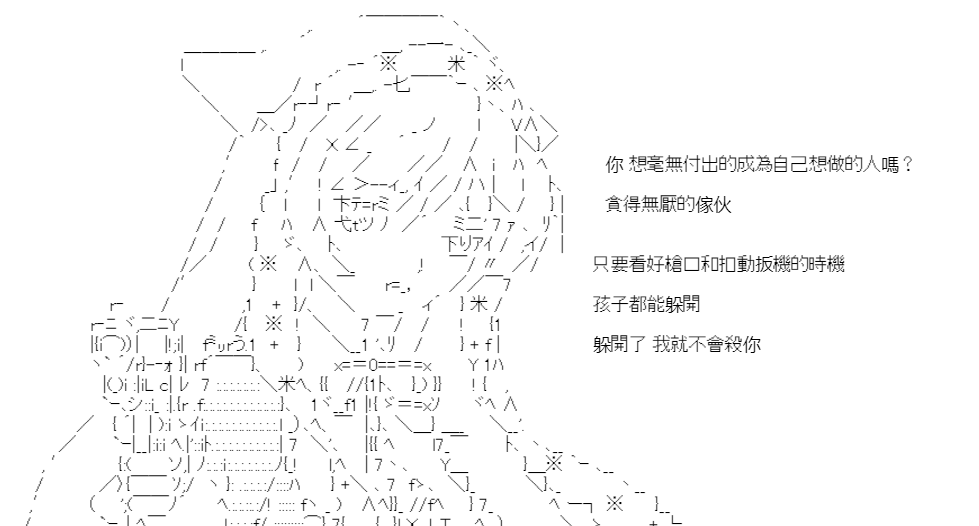 你 想毫無付出的成為自己想做的人嗎？
貪得無厭的傢伙
只要看好槍口和扣動扳機的時機
孩子都能躲開
躲開了 我就不會殺你